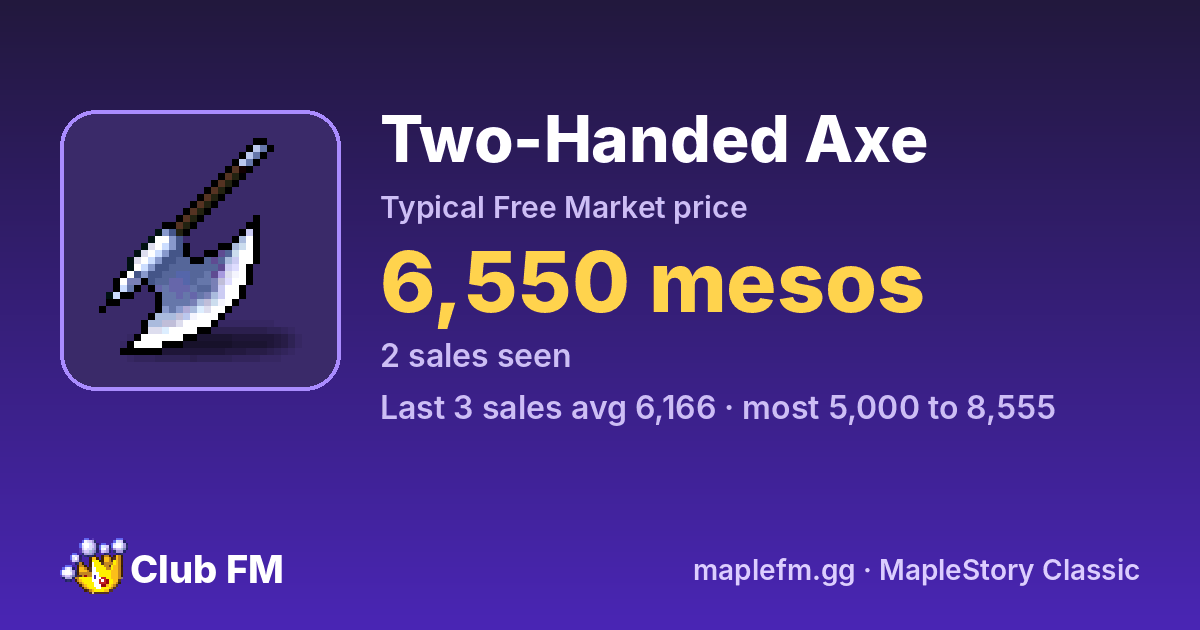 Two-Handed Axe
Typical Free Market price
6,550 mesos
2 sales seen
Last 3 sales avg 6,166 · most 5,000 to 8,555
Club FM
maplefm.gg · MapleStory Classic